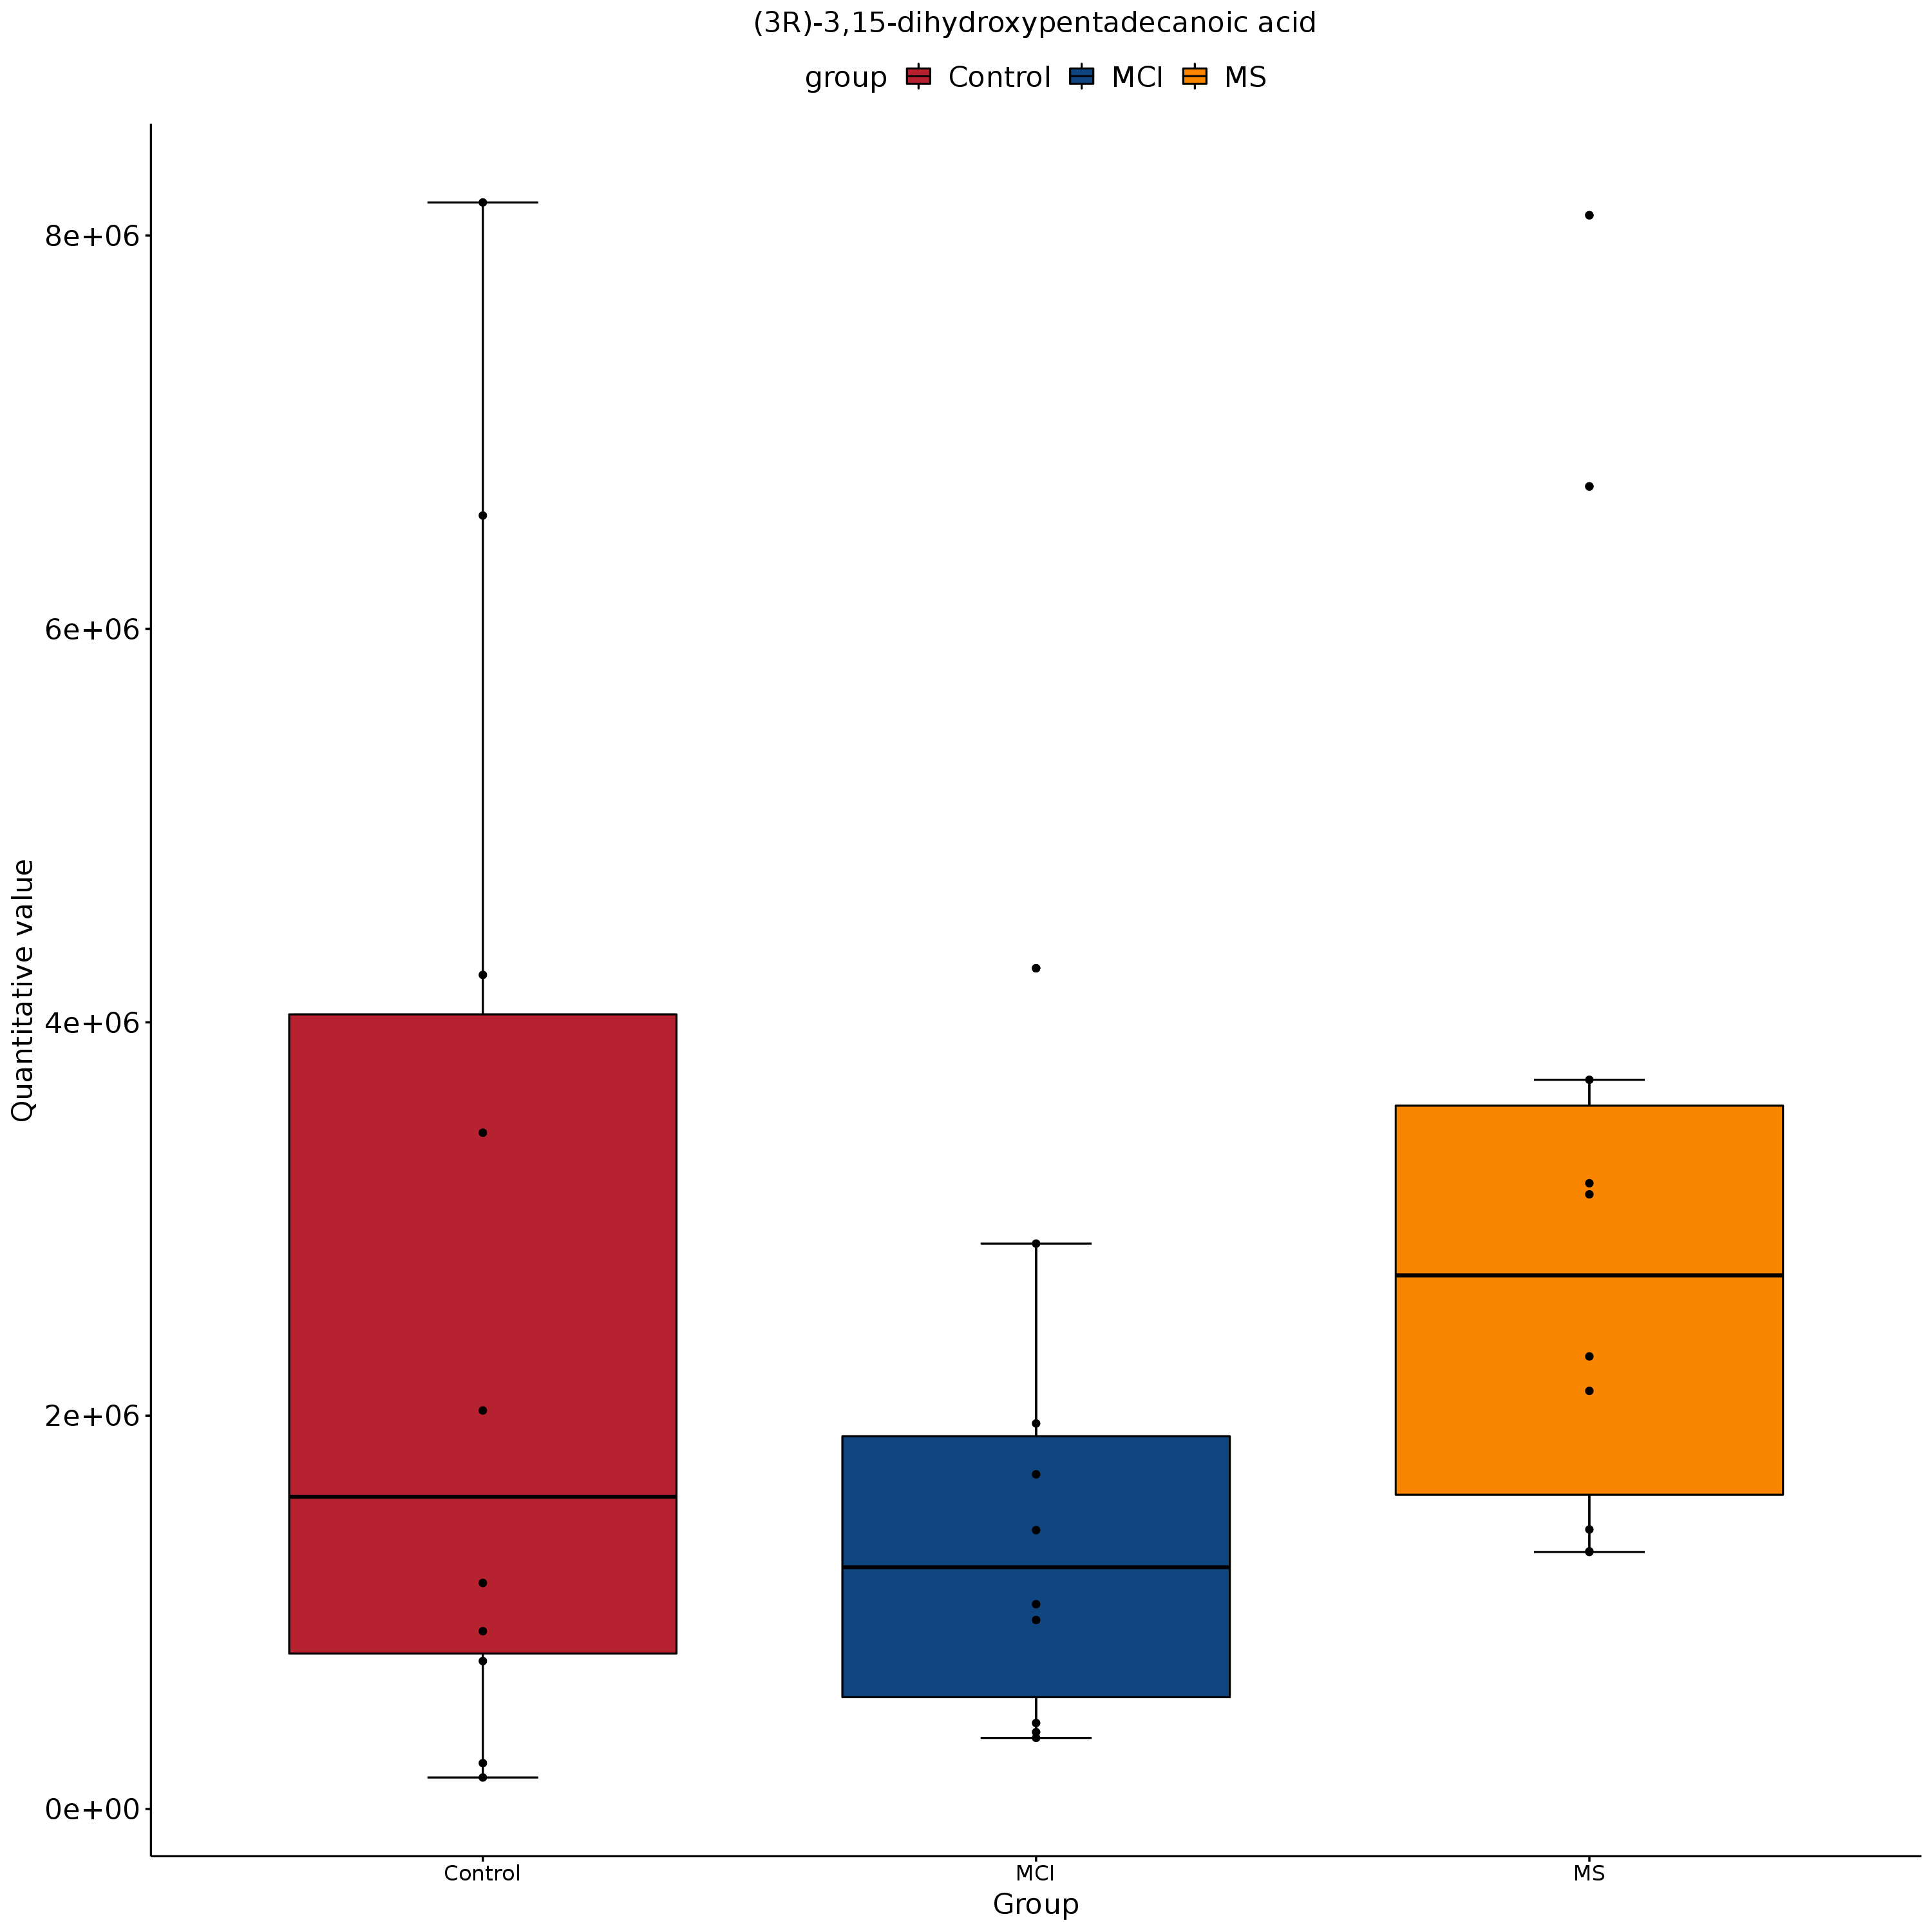 (3R)-3,15-dihydroxypentadecanoic acid
group Control MCI MS
8e+06
6e+06
4e+06
2e+06
0e+00
Quantitative value
Control MCI MS
Group